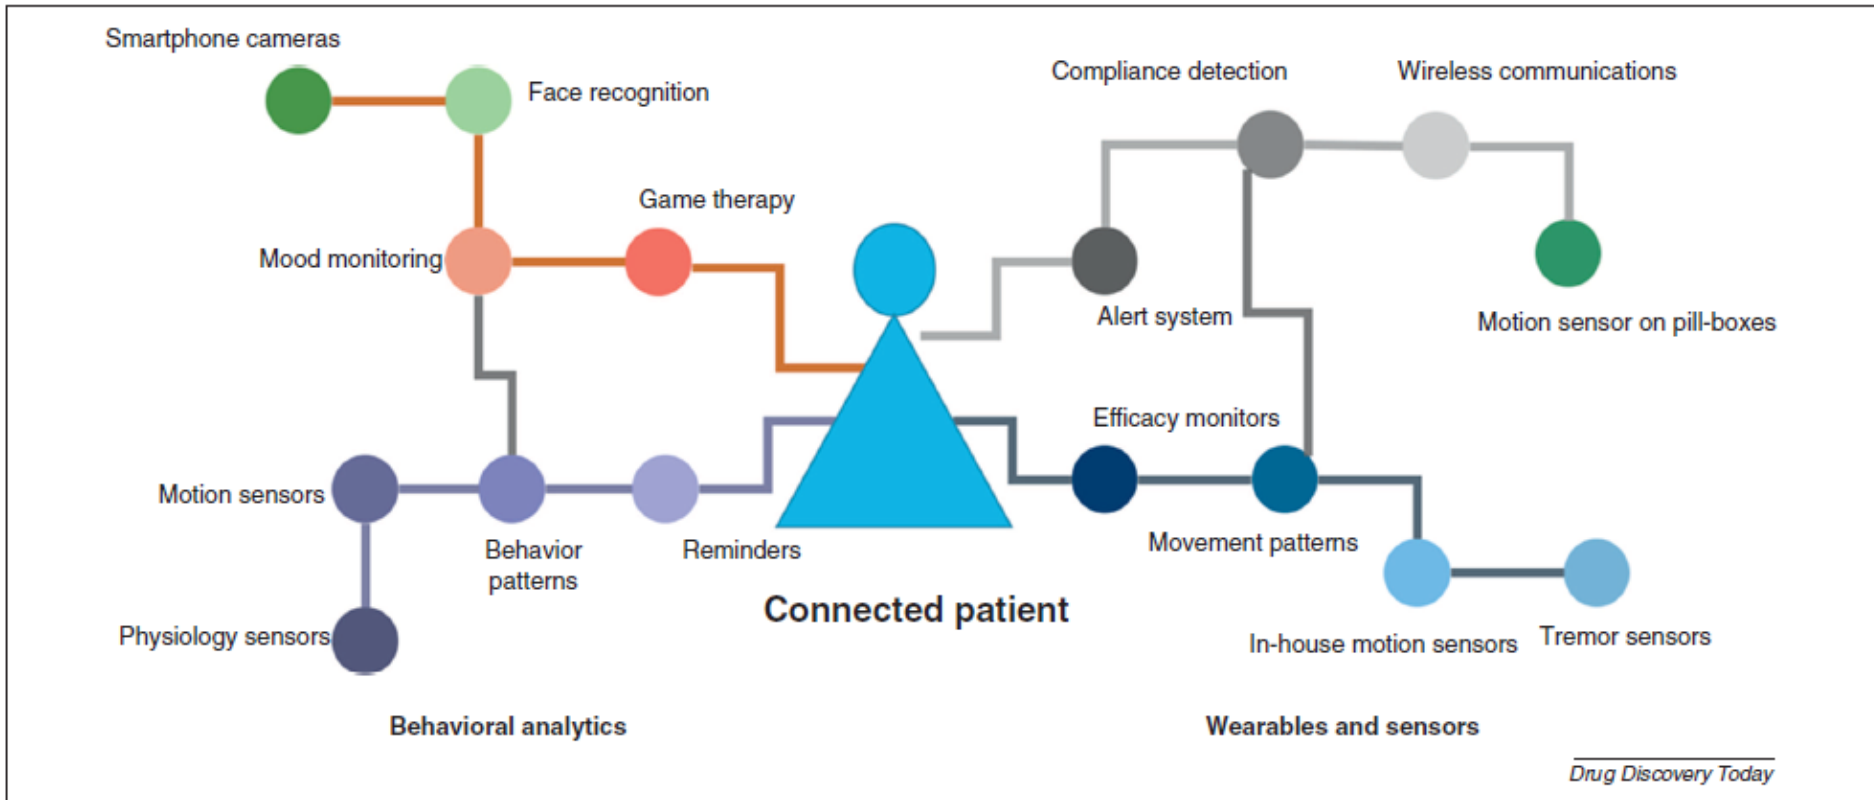 Smartphone cameras
Face recognition
Compliance detection
Wireless communications
Game therapy
Mood monitoring
Alert system
Motion sensor on pill-boxes
Efficacy monitors
Motion sensors
Behavior
patterns
Reminders
Movement patterns
Connected patient
Physiology sensors
In-house motion sensors
Tremor sensors
Behavioral analytics
Wearables and sensors
Drug Discovery Today